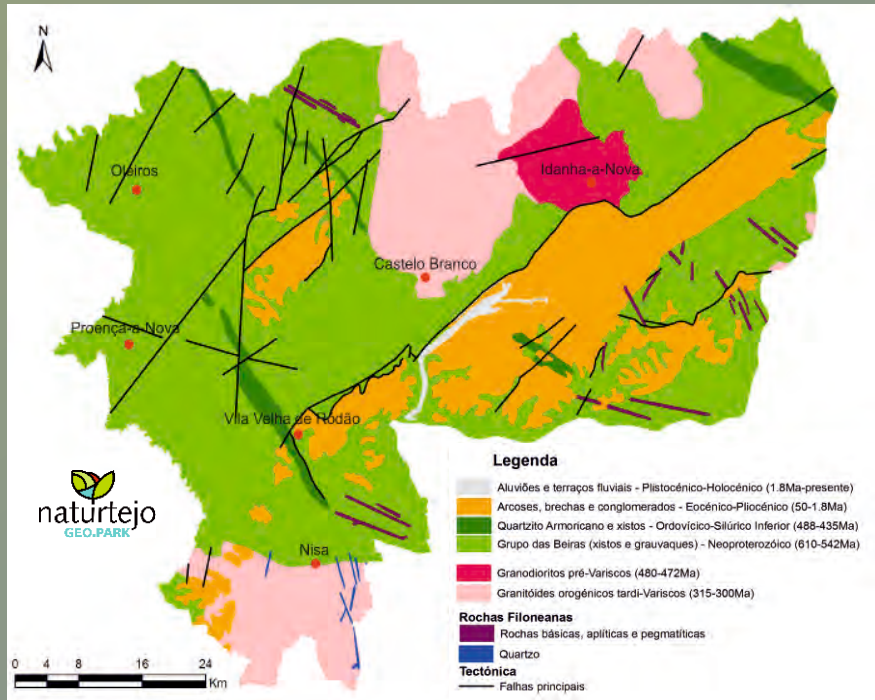 N
Oleiros
Idanha-a-Nova
Castelo Branco
Proença-a-Nova
Vila Velha de Ródão
Nisa
naturtejo
GEO.PARK
0 4 8 16 24
Km
Legenda
Aluviões e terraços fluviais - Plistocénico-Holocénico (1.8Ma-presente)
Arcoses, brechas e conglomerados - Eocénico-Pliocénico (50-1.8Ma)
Quartzito Armoricano e xistos - Ordovícico-Silúrico Inferior (488-435Ma)
Grupo das Beiras (xistos e grauvaques) - Neoproterozóico (610-542Ma)
Granodioritos pré-Variscos (480-472Ma)
Granitóides orogénicos tardi-Variscos (315-300Ma)
Rochas Filoneanas
Rochas básicas, aplíticas e pegmatíticas
Quartzo
Tectónica
Falhas principais